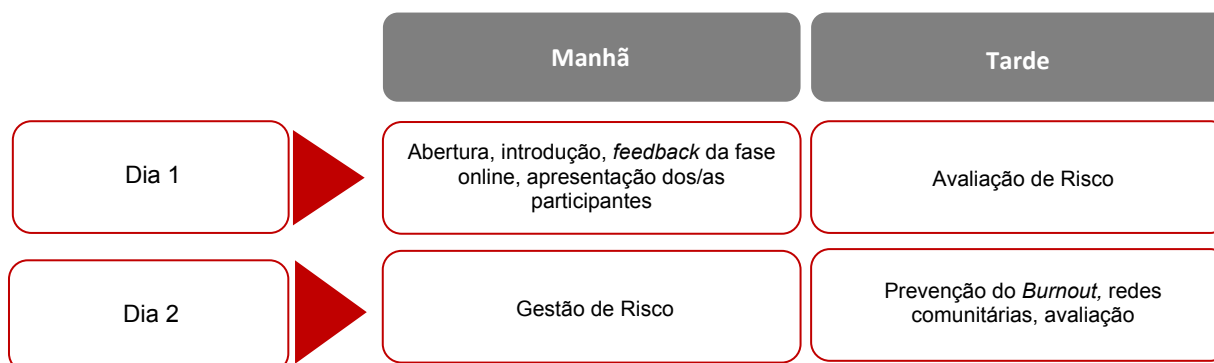 Manhã
Tarde
Dia 1
Abertura, introdução, feedback da fase
online, apresentação dos/as
participantes
Avaliação de Risco
Dia 2
Gestão de Risco
Prevenção do Burnout, redes
comunitárias, avaliação